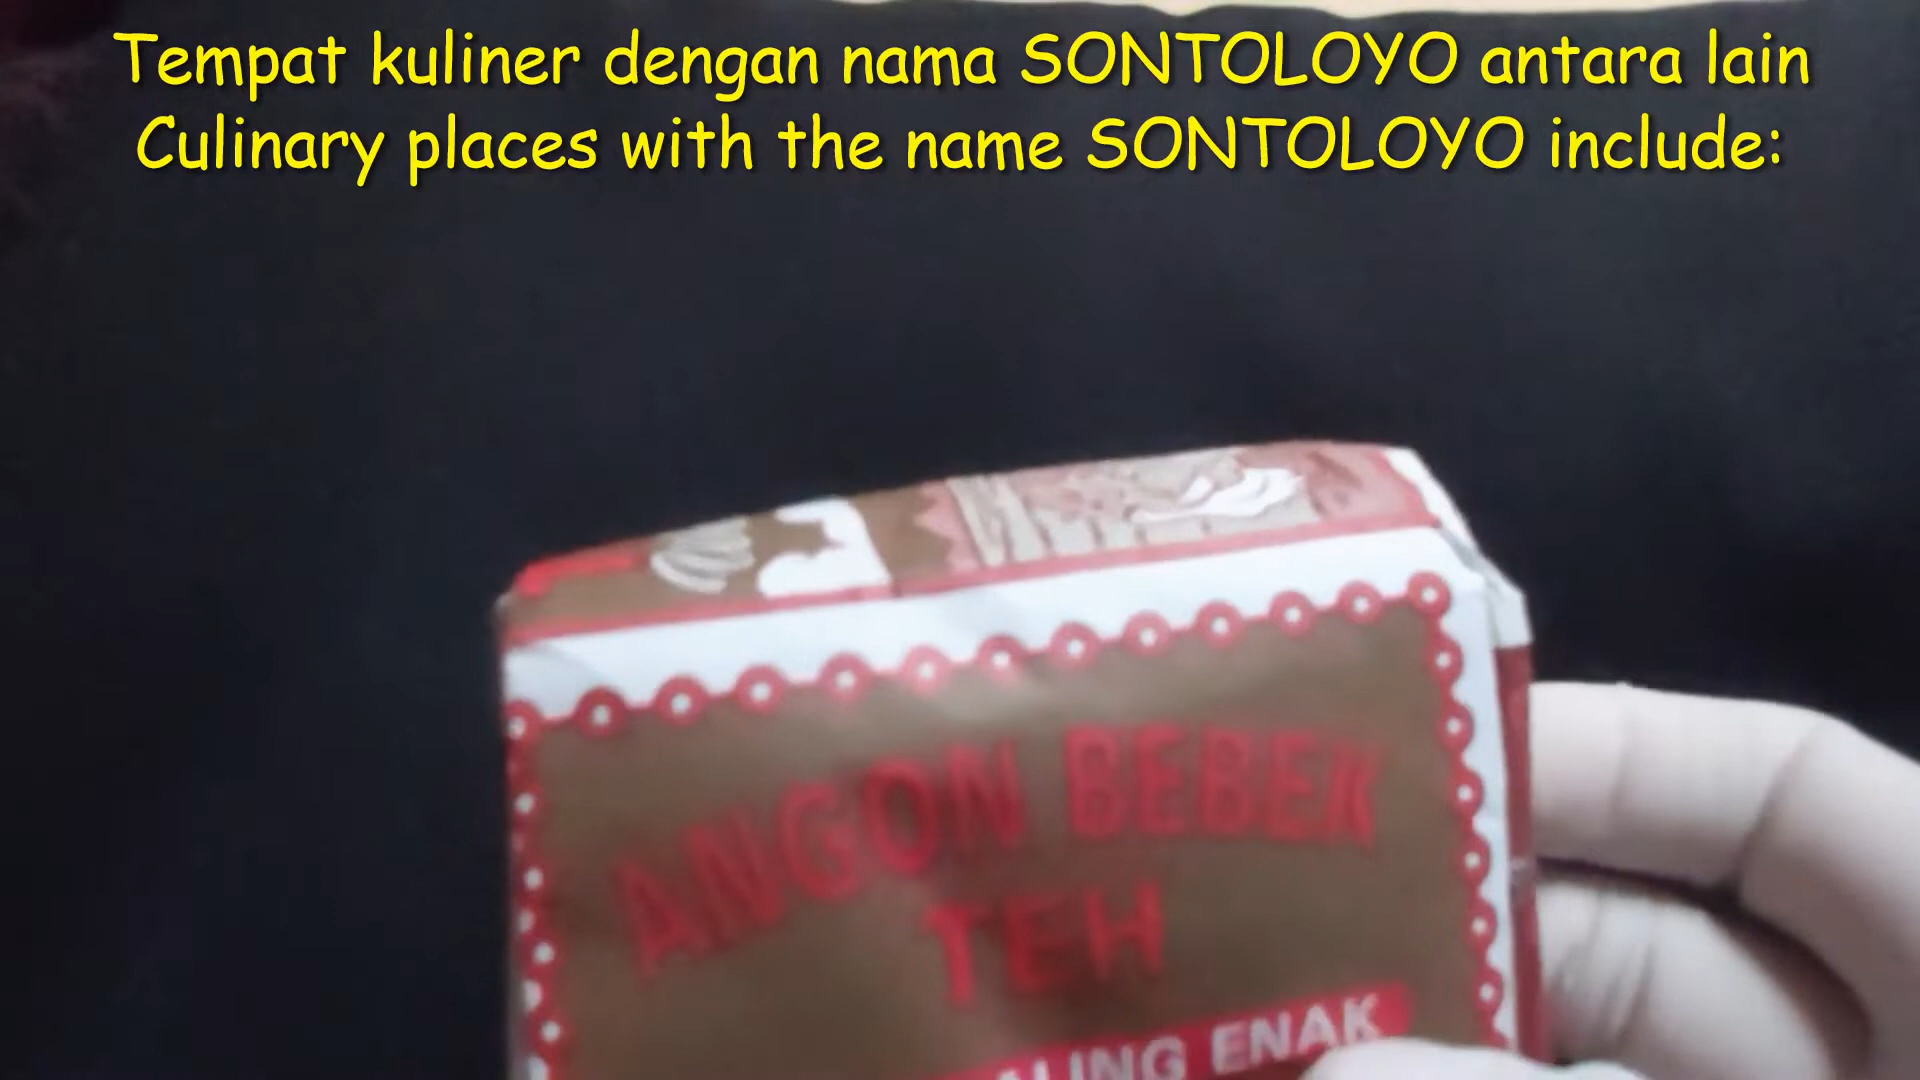 Tempat kuliner dengan nama SONTOLOYO antara lain
Culinary places with the name SONTOLOYO include:
ANGON BEBEK
TEH
ENAK